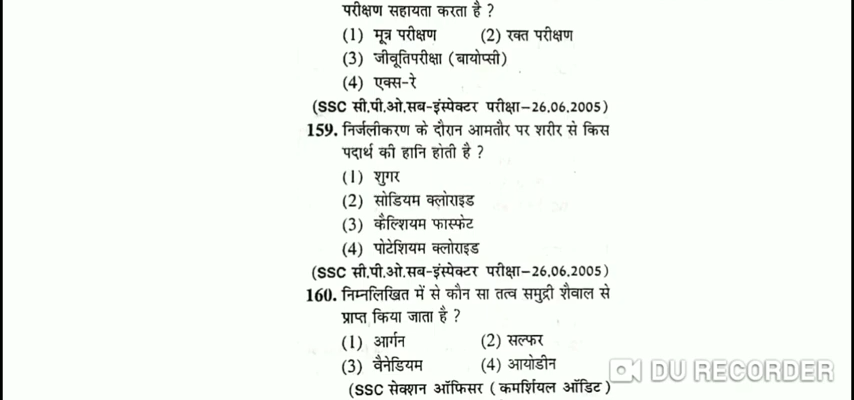 परीक्षण सहायता करता है ?
(1) मूत्र परीक्षण (2) रक्त परीक्षण
(3) जीवूतिपरीक्षा (बायोप्सी)
(4) एक्स-रे
(SSC सी.पी.ओ.सब-इंस्पेक्टर परीक्षा-26.06.2005)
159. निर्जलीकरण के दौरान आमतौर पर शरीर से किस
पदार्थ की हानि होती है ?
(1) शुगर
(2) सोडियम क्लोराइड
(3) कैल्शियम फास्फेट
(4) पोटेशियम क्लोराइड
(SSC सी.पी.ओ.सब-इंस्पेक्टर परीक्षा-26.06.2005)
160. निम्नलिखित में से कौन सा तत्व समुद्री शैवाल से
प्राप्त किया जाता है ?
(1) आर्गन (2) सल्फर
(3) वैनेडियम (4) आयोडीन
DU RECORDER
(SSC सेक्शन ऑफिसर ( कमर्शियल ऑडिट )